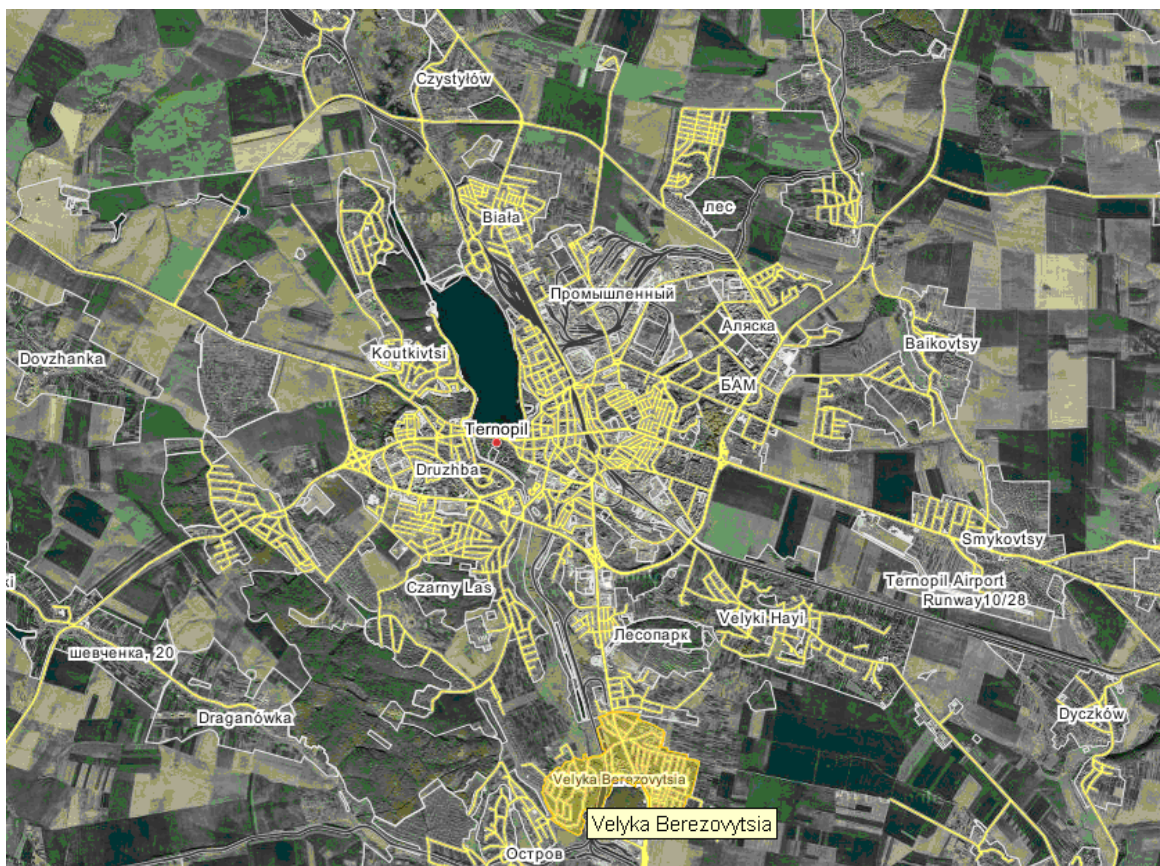 Czystyłów
лес
Biała
Промышленный
Аляска
Baikovtsy
Koutkivtsi
Dovzhanka
БАМ
Ternopil
Druzhba
Smykovtsy
Ternopil Airport
Runway10/28
Czarny Las
Velyki Hayi
Лесопарк
шевченка, 20
Draganówka
Dyczków
Velyka Berezovytsia
Velyka Berezovytsia
Остров